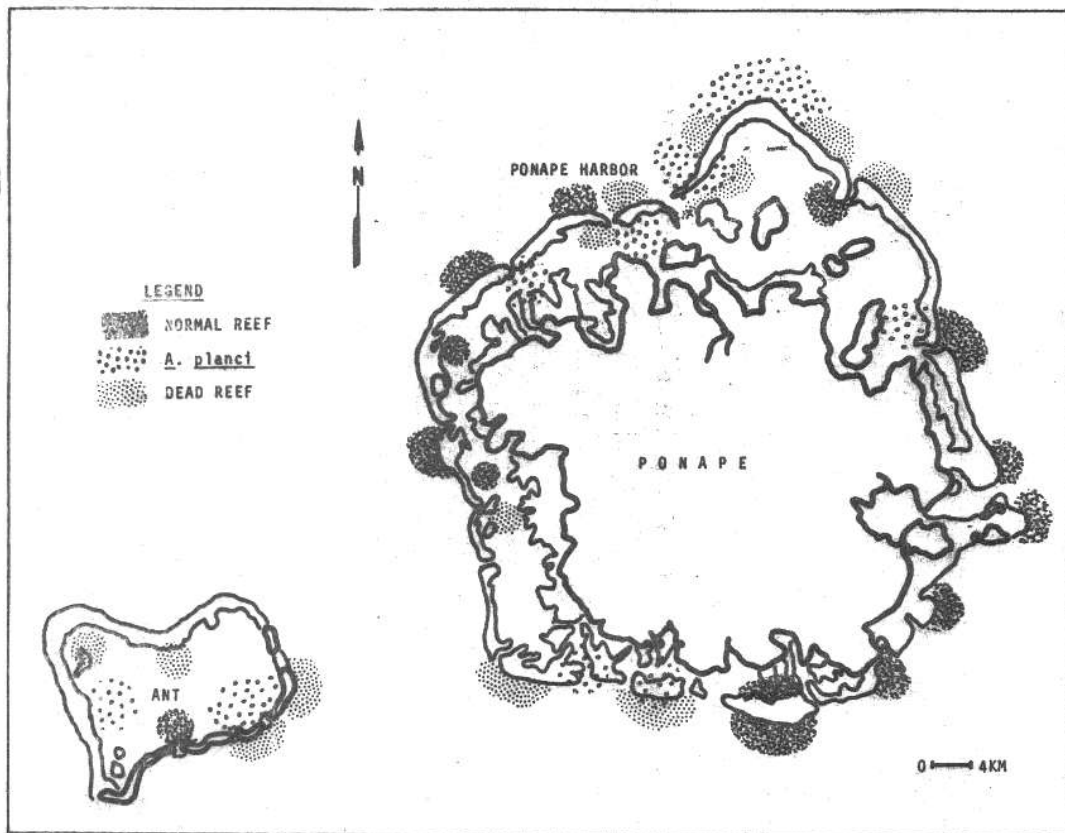 N
PONAPE HARBOR
LEGEND
NORMAL REEF
A. planci
DEAD REEF
PONAPE
ANT
0 4KM